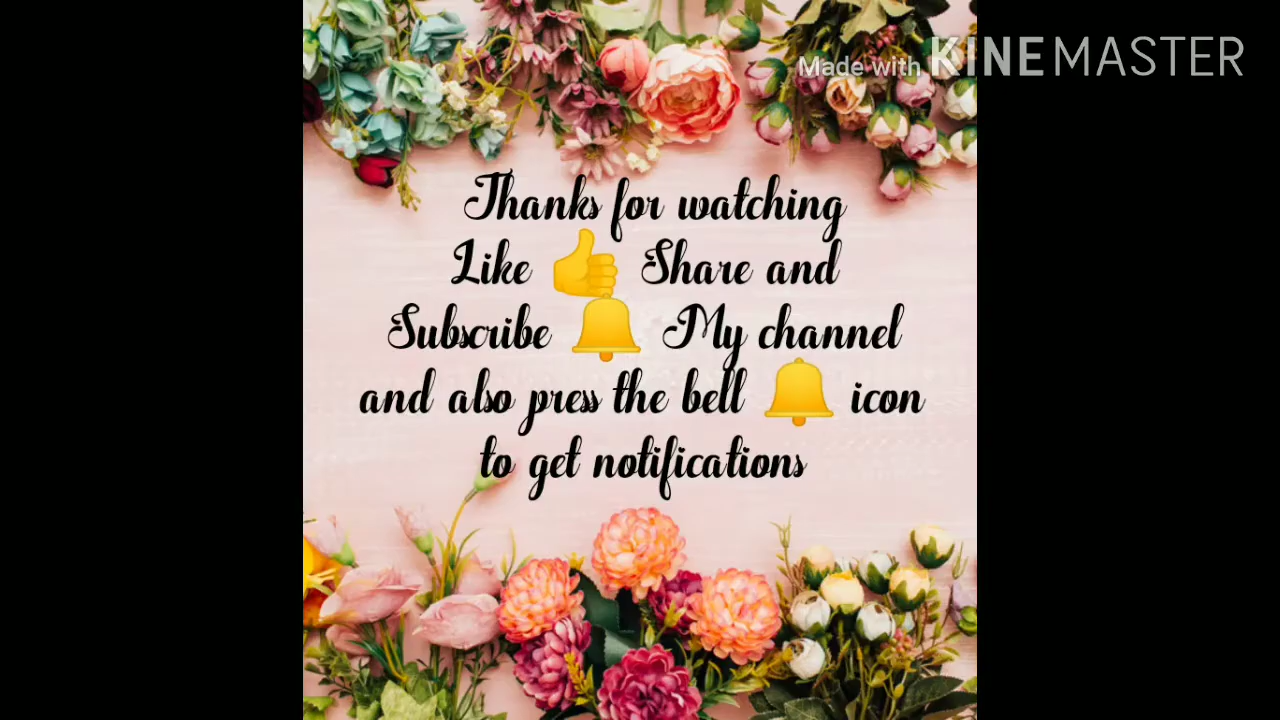 Made with KINEMASTER
Thanks for watching
Like 👍 Share and
Subscribe 🔔 My channel
and also press the bell 🔔 icon
to get notifications